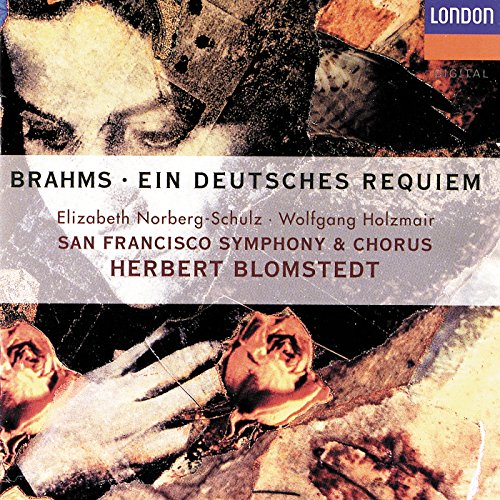 LONDON
DIGITAL
BRAHMS · EIN DEUTSCHES REQUIEM
Elizabeth Norberg-Schulz · Wolfgang Holzmair
SAN FRANCISCO SYMPHONY & CHORUS
HERBERT BLOMSTEDT